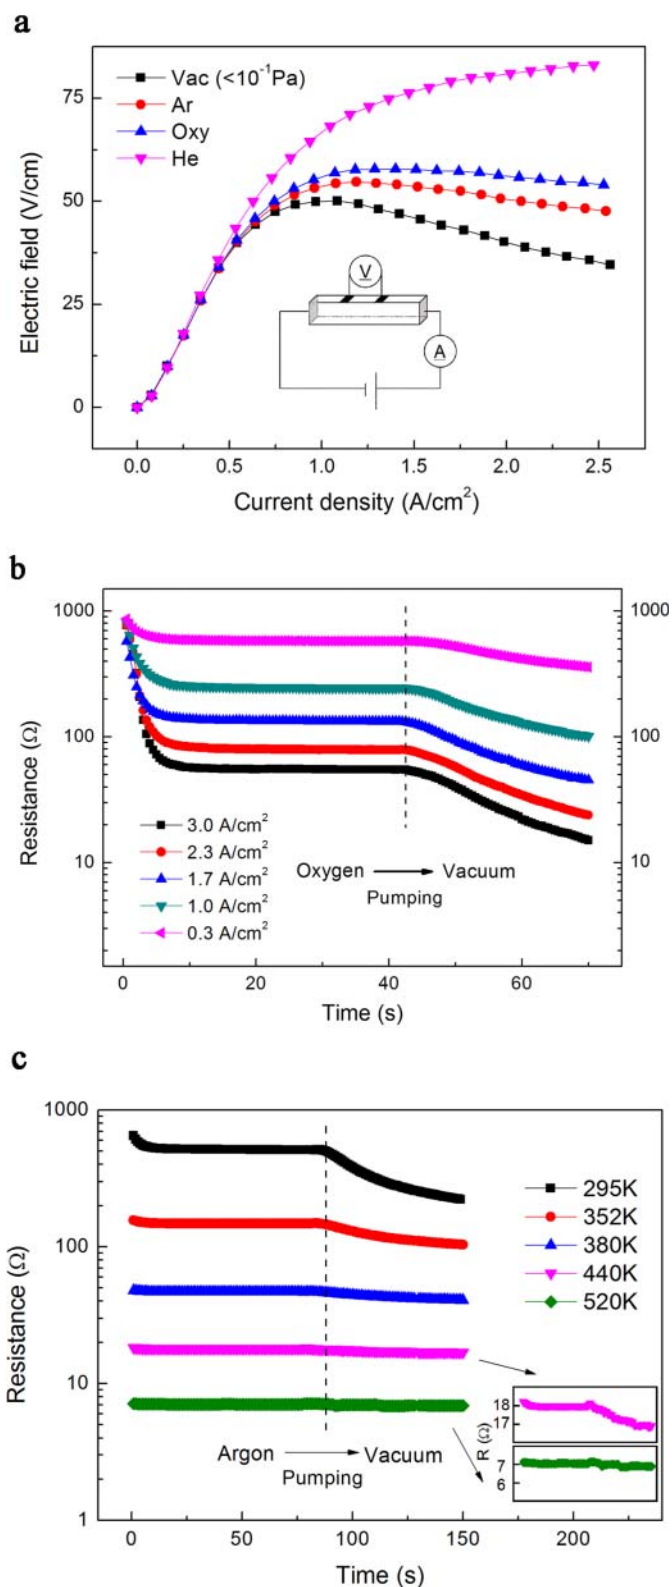 a
Vac (<10⁻¹Pa)
Ar
Oxy
He
75
50
25
0
Electric field (V/cm)
V
A
0.0 0.5 1.0 1.5 2.0 2.5
Current density (A/cm²)
b
1000
100
10
1000
100
10
Resistance (Ω)
3.0 A/cm²
2.3 A/cm²
1.7 A/cm²
1.0 A/cm²
0.3 A/cm²
Oxygen Vacuum
Pumping
0 20 40 60
Time (s)
c
1000
100
10
1
Resistance (Ω)
295K
352K
380K
440K
520K
Argon Vacuum
Pumping
18
17
R (Ω)
7
6
0 50 100 150 200
Time (s)